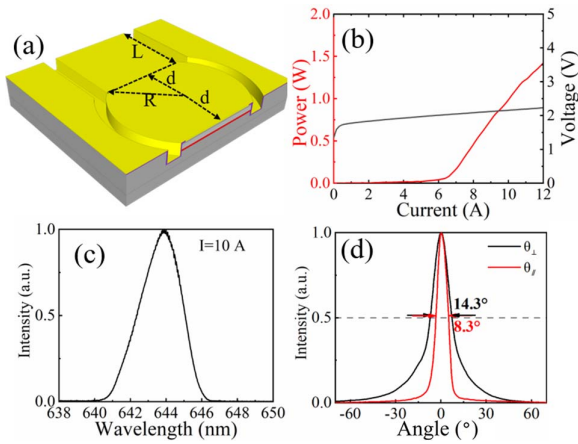 (a)
L
d
R
d
(b)
2.0
1.5
1.0
0.5
0.0
Power (W)
5
4
3
2
1
0
Voltage (V)
0 2 4 6 8 10 12
Current (A)
(c)
I=10 A
1.0
0.5
0.0
Intensity (a.u.)
638 640 642 644 646 648 650
Wavelength (nm)
(d)
θ⊥
θ∥
14.3°
8.3°
1.0
0.5
0.0
Intensity (a.u.)
-60 -30 0 30 60
Angle (°)